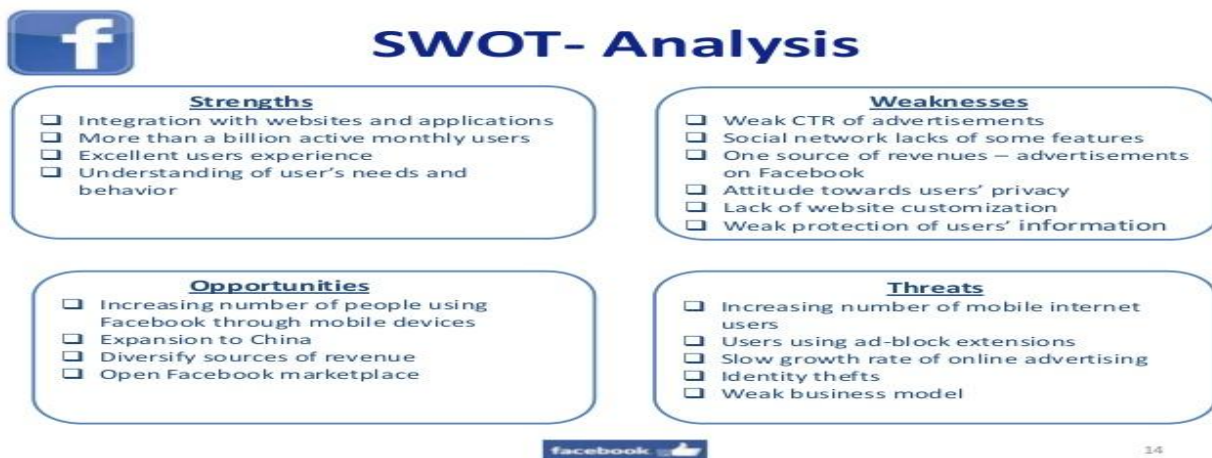 f
SWOT- Analysis
Strengths
Integration with websites and applications
More than a billion active monthly users
Excellent users experience
Understanding of user's needs and
behavior
Weaknesses
Weak CTR of advertisements
Social network lacks of some features
One source of revenues – advertisements
on Facebook
Attitude towards users' privacy
Lack of website customization
Weak protection of users' information
Opportunities
Increasing number of people using
Facebook through mobile devices
Expansion to China
Diversify sources of revenue
Open Facebook marketplace
Threats
Increasing number of mobile internet
users
Users using ad-block extensions
Slow growth rate of online advertising
Identity thefts
Weak business model
facebook
14